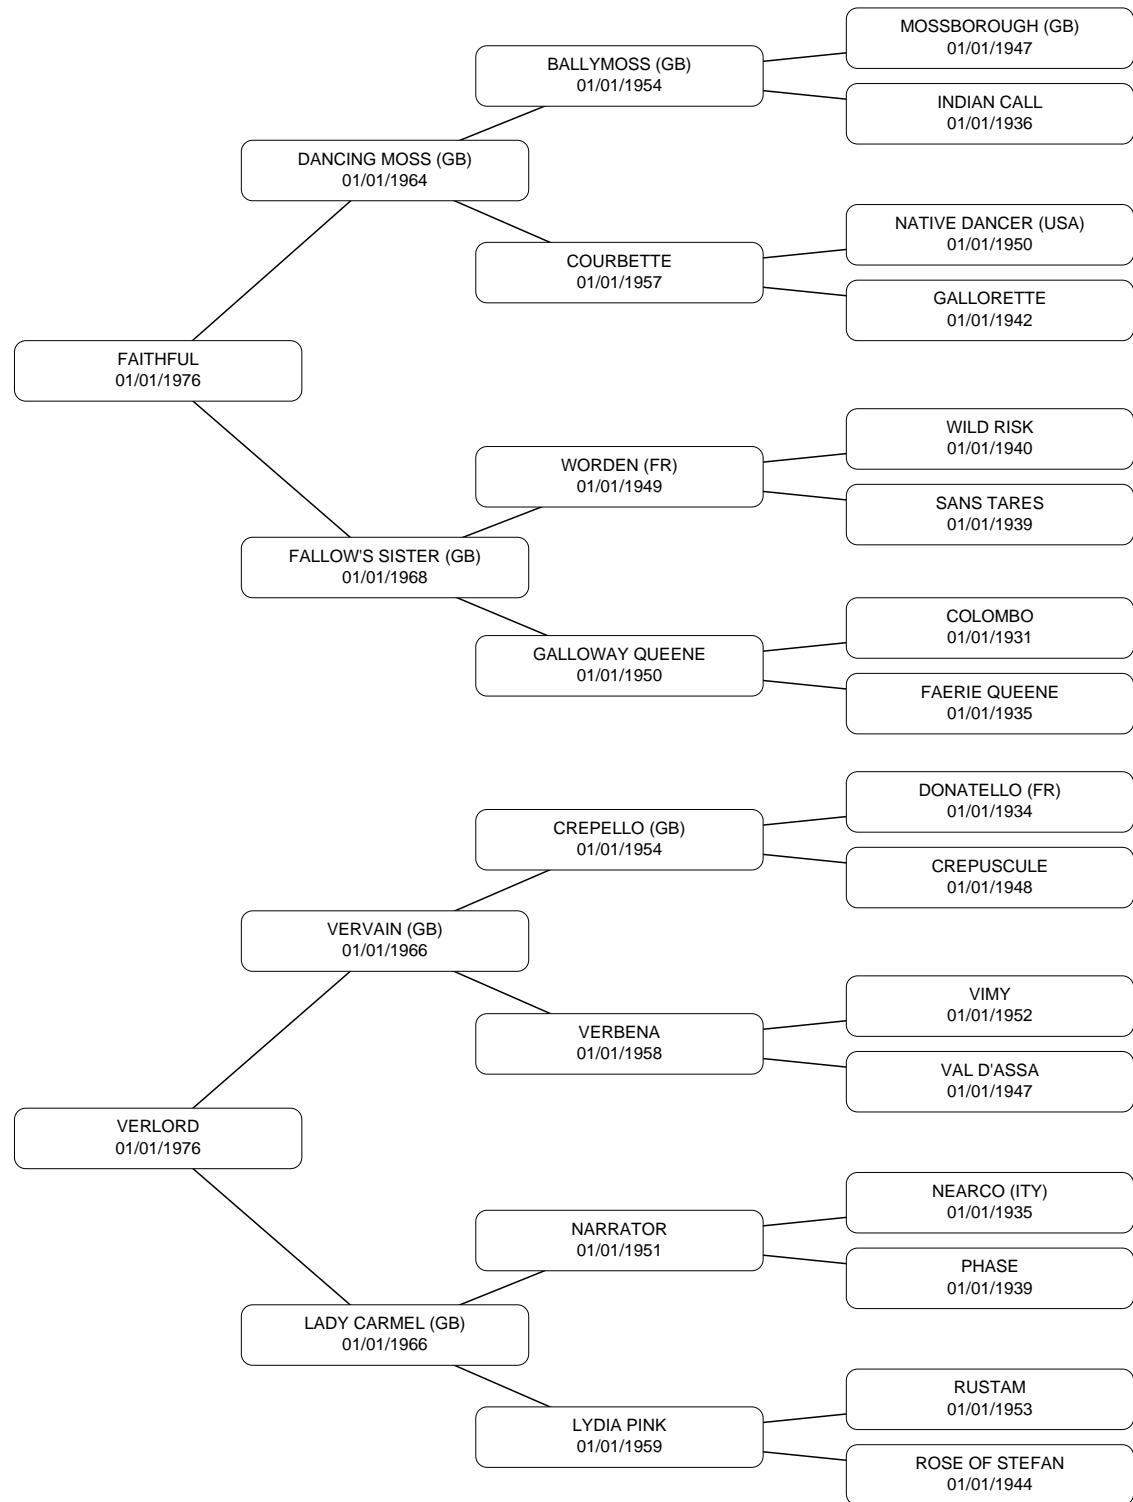 MOSSBOROUGH (GB)
01/01/1947
BALLYMOSS (GB)
01/01/1954
INDIAN CALL
01/01/1936
DANCING MOSS (GB)
01/01/1964
NATIVE DANCER (USA)
01/01/1950
COURBETTE
01/01/1957
GALLORETTE
01/01/1942
FAITHFUL
01/01/1976
WILD RISK
01/01/1940
WORDEN (FR)
01/01/1949
SANS TARES
01/01/1939
FALLOW'S SISTER (GB)
01/01/1968
COLOMBO
01/01/1931
GALLOWAY QUEENE
01/01/1950
FAERIE QUEENE
01/01/1935
DONATELLO (FR)
01/01/1934
CREPELLO (GB)
01/01/1954
CREPUSCULE
01/01/1948
VERVAIN (GB)
01/01/1966
VIMY
01/01/1952
VERBENA
01/01/1958
VAL D'ASSA
01/01/1947
VERLORD
01/01/1976
NEARCO (ITY)
01/01/1935
NARRATOR
01/01/1951
PHASE
01/01/1939
LADY CARMEL (GB)
01/01/1966
RUSTAM
01/01/1953
LYDIA PINK
01/01/1959
ROSE OF STEFAN
01/01/1944